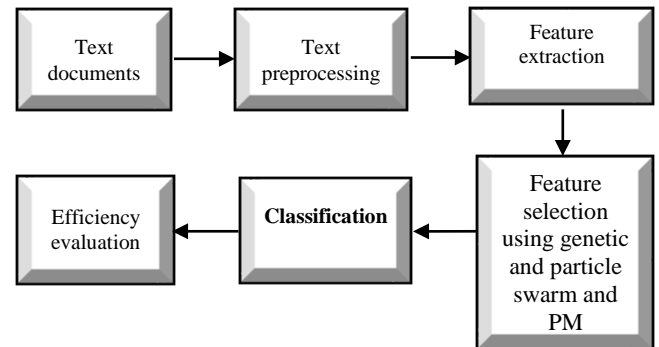 Text
documents
Text
preprocessing
Feature
extraction
Feature
selection
using genetic
and particle
swarm and
PM
Classification
Efficiency
evaluation